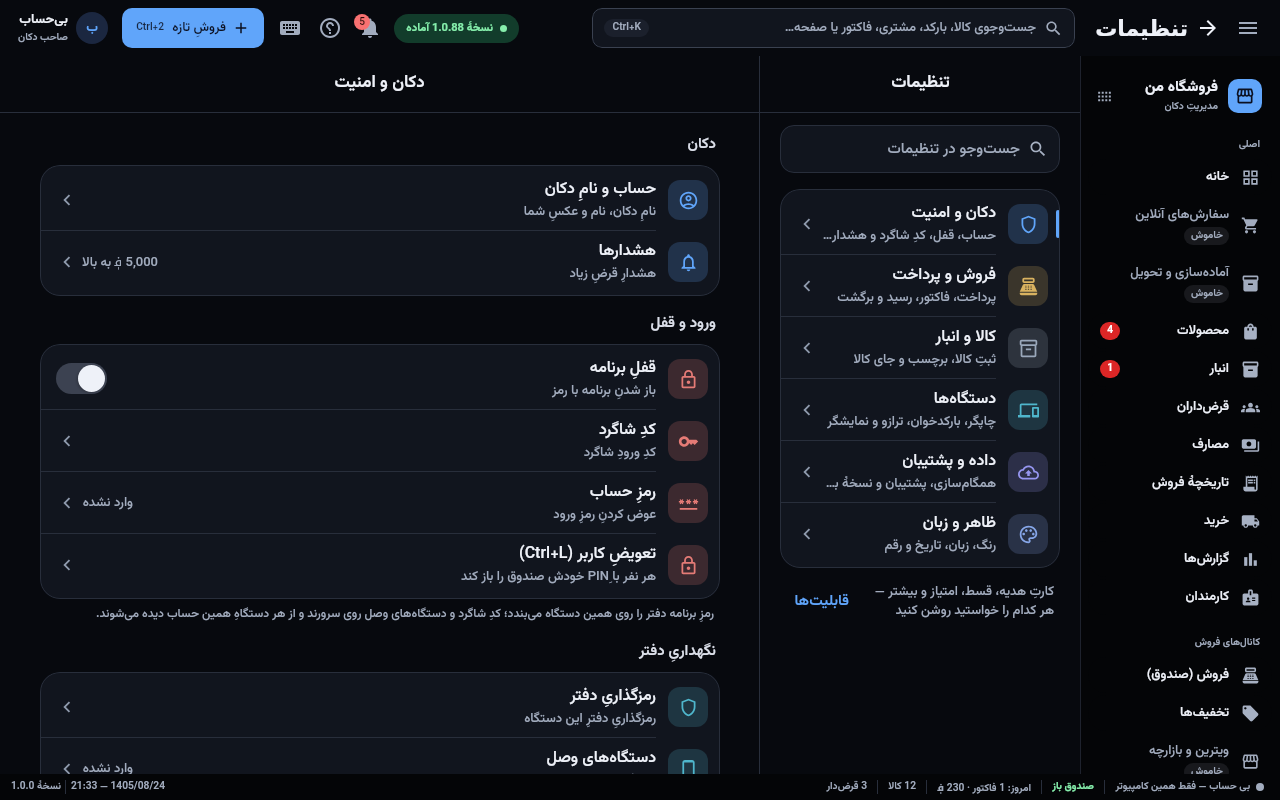 تنظیمات
جست‌وجوی کالا، بارکد، مشتری، فاکتور یا صفحه…
Ctrl+K
نسخهٔ 1.0.88 آماده
5
فروشِ تازه
Ctrl+2
ب
بی‌حساب
صاحب دکان
فروشگاه من
مدیریتِ دکان
اصلی
خانه
سفارش‌های آنلاین
خاموش
آماده‌سازی و تحویل
خاموش
محصولات
4
انبار
1
قرض‌داران
مصارف
تاریخچهٔ فروش
خرید
گزارش‌ها
کارمندان
کانال‌های فروش
فروش (صندوق)
تخفیف‌ها
ویترین و بازارچه
خاموش
تنظیمات
جست‌وجو در تنظیمات
دکان و امنیت
حساب، قفل، کدِ شاگرد و هشدار…
فروش و پرداخت
پرداخت، فاکتور، رسید و برگشت
کالا و انبار
ثبتِ کالا، برچسب و جای کالا
دستگاه‌ها
چاپگر، بارکدخوان، ترازو و نمایشگر
داده و پشتیبان
همگام‌سازی، پشتیبان و نسخهٔ ب…
ظاهر و زبان
رنگ، زبان، تاریخ و رقم
کارتِ هدیه، قسط، امتیاز و بیشتر —
هر کدام را خواستید روشن کنید
قابلیت‌ها
دکان و امنیت
دکان
حساب و نامِ دکان
نامِ دکان، نام و عکسِ شما
هشدارها
هشدارِ قرضِ زیاد
5,000 ؋ به بالا
ورود و قفل
قفلِ برنامه
باز شدنِ برنامه با رمز
کدِ شاگرد
کدِ ورودِ شاگرد
رمزِ حساب
عوض کردنِ رمزِ ورود
وارد نشده
تعویضِ کاربر (Ctrl+L)
هر نفر با PIN خودش صندوق را باز کند
رمزِ برنامه دفتر را روی همین دستگاه می‌بندد؛ کدِ شاگرد و دستگاه‌های وصل روی سرورند و از هر دستگاهِ همین حساب دیده می‌شوند.
نگهداریِ دفتر
رمزگذاریِ دفتر
رمزگذاریِ دفترِ این دستگاه
دستگاه‌های وصل
وارد نشده
بی حساب — فقط همین کامپیوتر
صندوق باز
امروز: 1 فاکتور · 230 ؋
12 کالا
3 قرض‌دار
1405/08/24 — 21:33
نسخهٔ 1.0.0